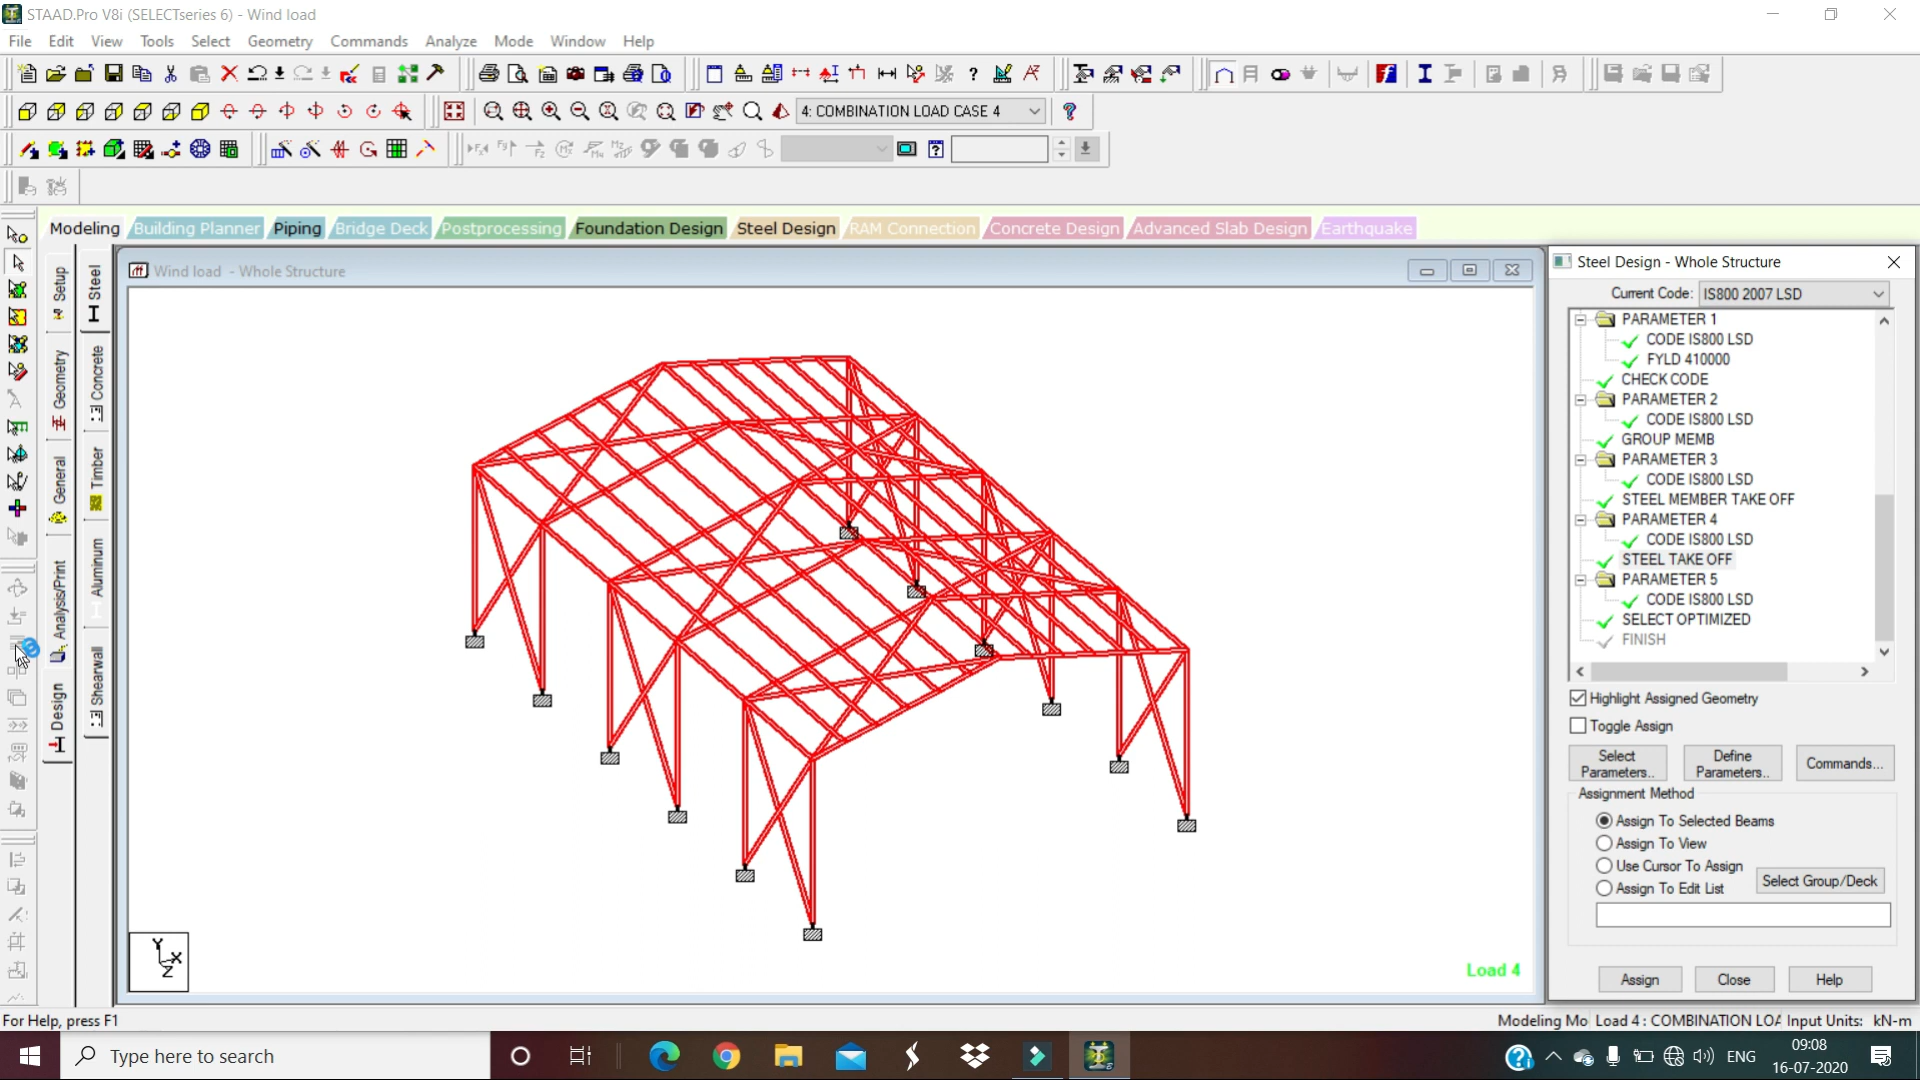 STAAD.Pro V8i (SELECTseries 6) - Wind load
File Edit View Tools Select Geometry Commands Analyze Mode Window Help
4: COMBINATION LOAD CASE 4
Modeling Building Planner Piping Bridge Deck Postprocessing Foundation Design Steel Design RAM Connection Concrete Design Advanced Slab Design Earthquake
Setup
Geometry
General
Analysis/Print
Design
Steel
Concrete
Timber
Aluminum
Shearwall
Wind load - Whole Structure
Y
X
Z
Load 4
Steel Design - Whole Structure
Current Code: IS800 2007 LSD
PARAMETER 1
CODE IS800 LSD
FYLD 410000
CHECK CODE
PARAMETER 2
CODE IS800 LSD
GROUP MEMB
PARAMETER 3
CODE IS800 LSD
STEEL MEMBER TAKE OFF
PARAMETER 4
CODE IS800 LSD
STEEL TAKE OFF
PARAMETER 5
CODE IS800 LSD
SELECT OPTIMIZED
FINISH
Highlight Assigned Geometry
Toggle Assign
Select Parameters..
Define Parameters..
Commands...
Assignment Method
Assign To Selected Beams
Assign To View
Use Cursor To Assign
Assign To Edit List
Select Group/Deck
Assign Close Help
For Help, press F1
Modeling Mo Load 4 : COMBINATION LOA Input Units: kN-m
Type here to search
ENG
09:08
16-07-2020